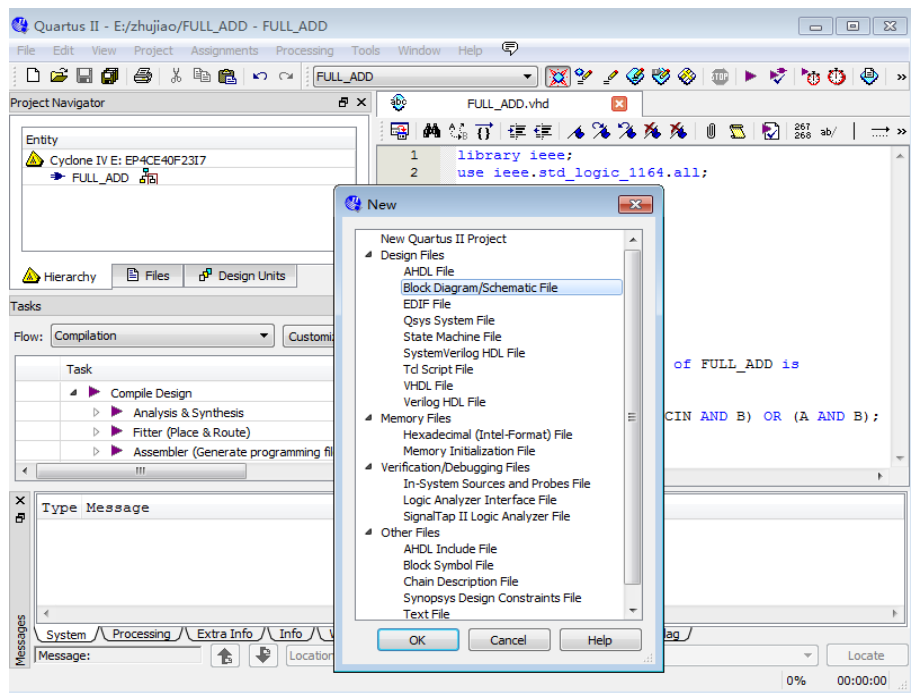 Quartus II - E:/zhujiao/FULL_ADD - FULL_ADD
File Edit View Project Assignments Processing Tools Window Help
FULL_ADD
Project Navigator
FULL_ADD.vhd
Entity
Cyclone IV E: EP4CE40F23I7
FULL_ADD
Hierarchy Files Design Units
Tasks
Flow: Compilation
Task
Compile Design
Analysis & Synthesis
Fitter (Place & Route)
Assembler (Generate programming fil
267
268 ab/
1 library ieee;
2 use ieee.std_logic_1164.all;
of FULL_ADD is
CIN AND B) OR (A AND B);
New
New Quartus II Project
Design Files
AHDL File
Block Diagram/Schematic File
EDIF File
Qsys System File
State Machine File
SystemVerilog HDL File
Tcl Script File
VHDL File
Verilog HDL File
Memory Files
Hexadecimal (Intel-Format) File
Memory Initialization File
Verification/Debugging Files
In-System Sources and Probes File
Logic Analyzer Interface File
SignalTap II Logic Analyzer File
Other Files
AHDL Include File
Block Symbol File
Chain Description File
Synopsys Design Constraints File
Text File
OK Cancel Help
Type Message
Messages
System Processing Extra Info Info
Message: Location Locate
0% 00:00:00